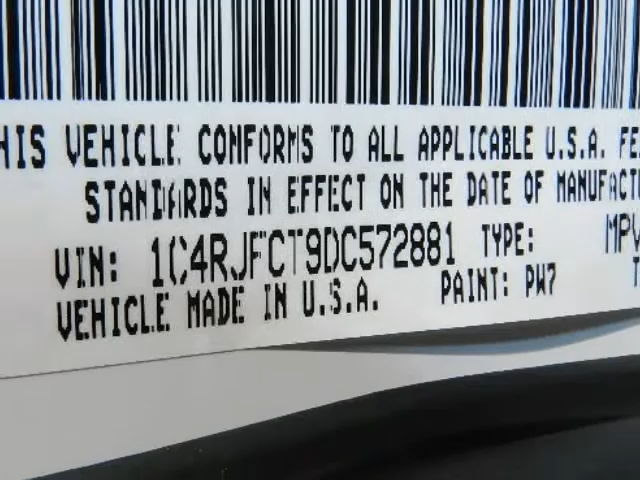 HIS VEHICLE CONFORMS TO ALL APPLICABLE U.S.A. FE
STANDARDS IN EFFECT ON THE DATE OF MANUFACT
VIN: 1C4RJFCT9DC572881 TYPE: MPV
VEHICLE MADE IN U.S.A. PAINT: PW7 T